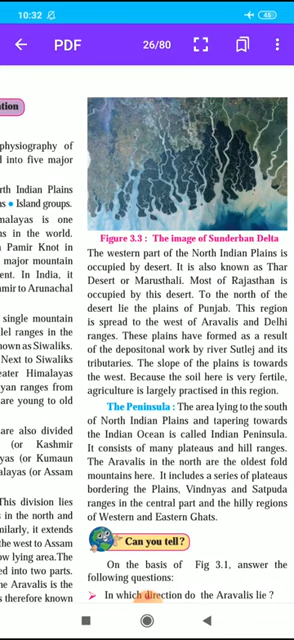 10:32
45
PDF
26/80
ation
physiography of
d into five major
rth Indian Plains
s ● Island groups.
malayas is one
ns in the world.
 Pamir Knot in
 major mountain
ent. In India, it
mir to Arunachal
 single mountain
lel ranges in the
nown as Siwaliks.
 Next to Siwaliks
eater Himalayas
yan ranges from
 are young to old
are also divided
 (or Kashmir
yas (or Kumaun
alayas (or Assam
This division lies
s in the north and
milarly, it extends
the west to Assam
ow lying area. The
ed into two parts.
he Aravalis is the
s therefore known
Figure 3.3 : The image of Sunderban Delta
The western part of the North Indian Plains is
occupied by desert. It is also known as Thar
Desert or Marusthali. Most of Rajasthan is
occupied by this desert. To the north of the
desert lie the plains of Punjab. This region
is spread to the west of Aravalis and Delhi
ranges. These plains have formed as a result
of the depositonal work by river Sutlej and its
tributaries. The slope of the plains is towards
the west. Because the soil here is very fertile,
agriculture is largely practised in this region.
The Peninsula: The area lying to the south
of North Indian Plains and tapering towards
the Indian Ocean is called Indian Peninsula.
It consists of many plateaus and hill ranges.
The Aravalis in the north are the oldest fold
mountains here. It includes a series of plateaus
bordering the Plains, Vindnyas and Satpuda
ranges in the central part and the hilly regions
of Western and Eastern Ghats.
Can you tell?
On the basis of Fig 3.1, answer the
following questions:
➤ In which direction do the Aravalis lie ?